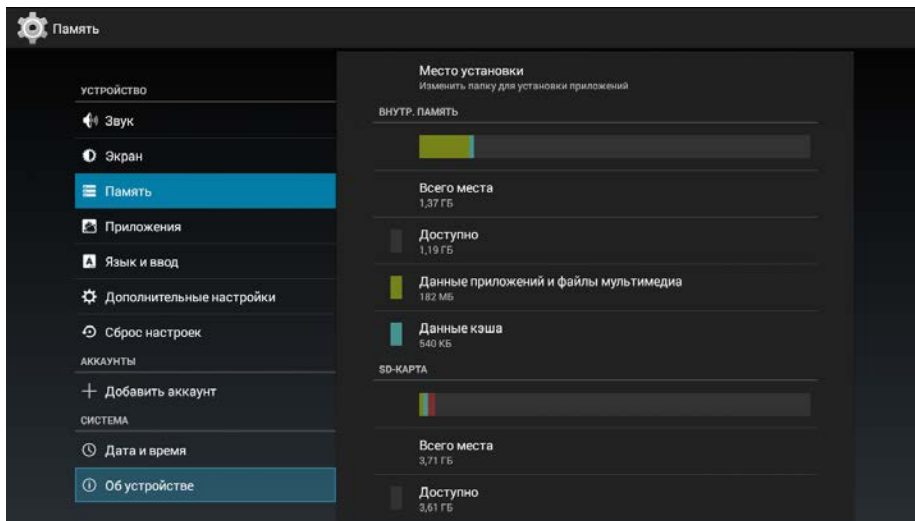 Память
УСТРОЙСТВО
Звук
Экран
Память
Приложения
Язык и ввод
Дополнительные настройки
Сброс настроек
АККАУНТЫ
Добавить аккаунт
СИСТЕМА
Дата и время
Об устройстве
Место установки
Изменить папку для установки приложений
ВНУТР. ПАМЯТЬ
Всего места
1,37 ГБ
Доступно
1,19 ГБ
Данные приложений и файлы мультимедиа
182 МБ
Данные кэша
540 КБ
SD-КАРТА
Всего места
3,71 ГБ
Доступно
3,61 ГБ